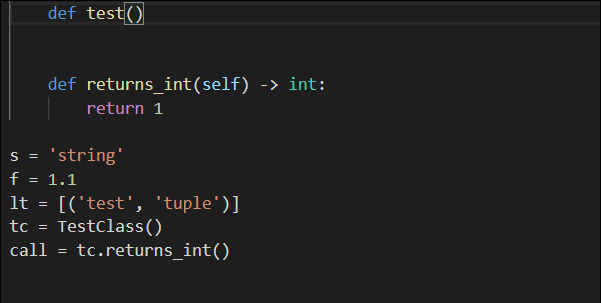 def test()
def returns_int(self) -> int:
return 1
s = 'string'
f = 1.1
lt = [('test', 'tuple')]
tc = TestClass()
call = tc.returns_int()